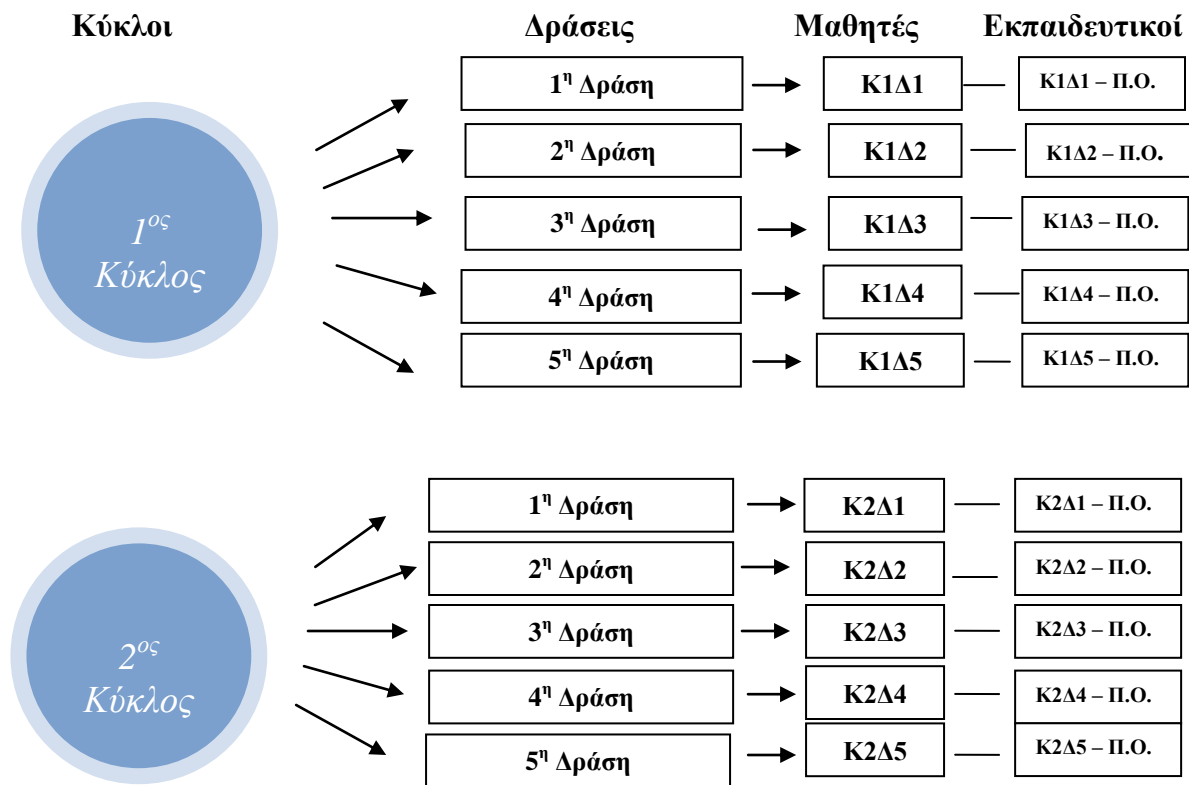 Κύκλοι Δράσεις Μαθητές Εκπαιδευτικοί
1η Δράση Κ1Δ1 Κ1Δ1 – Π.Ο.
2η Δράση Κ1Δ2 Κ1Δ2 – Π.Ο.
1ος
Κύκλος
3η Δράση Κ1Δ3 Κ1Δ3 – Π.Ο.
4η Δράση Κ1Δ4 Κ1Δ4 – Π.Ο.
5η Δράση Κ1Δ5 Κ1Δ5 – Π.Ο.
1η Δράση Κ2Δ1 Κ2Δ1 – Π.Ο.
2η Δράση Κ2Δ2 Κ2Δ2 – Π.Ο.
3η Δράση Κ2Δ3 Κ2Δ3 – Π.Ο.
2ος
Κύκλος
4η Δράση Κ2Δ4 Κ2Δ4 – Π.Ο.
5η Δράση Κ2Δ5 Κ2Δ5 – Π.Ο.